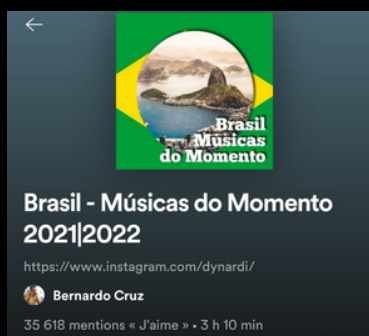 Brasil
Músicas
do Momento
Brasil - Músicas do Momento
2021|2022
https://www.instagram.com/dynardi/
Bernardo Cruz
35 618 mentions « J'aime » • 3 h 10 min